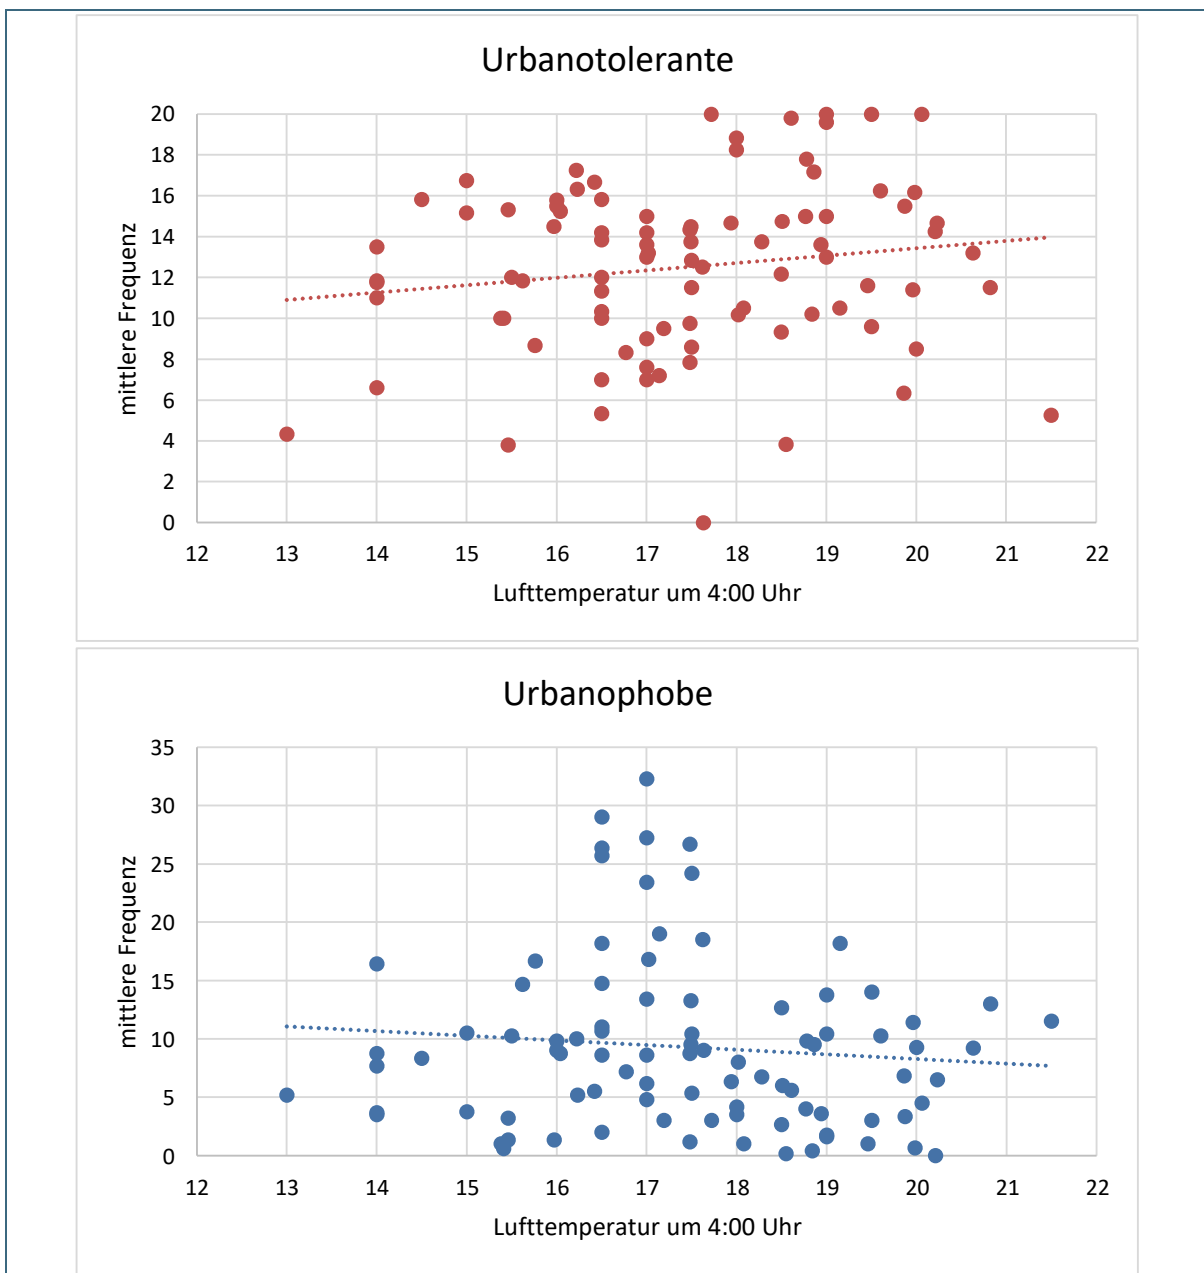 Urbanotolerante
20
18
16
14
12
10
8
6
4
2
0
mittlere Frequenz
12 13 14 15 16 17 18 19 20 21 22
Lufttemperatur um 4:00 Uhr
Urbanophobe
35
30
25
20
15
10
5
0
mittlere Frequenz
12 13 14 15 16 17 18 19 20 21 22
Lufttemperatur um 4:00 Uhr